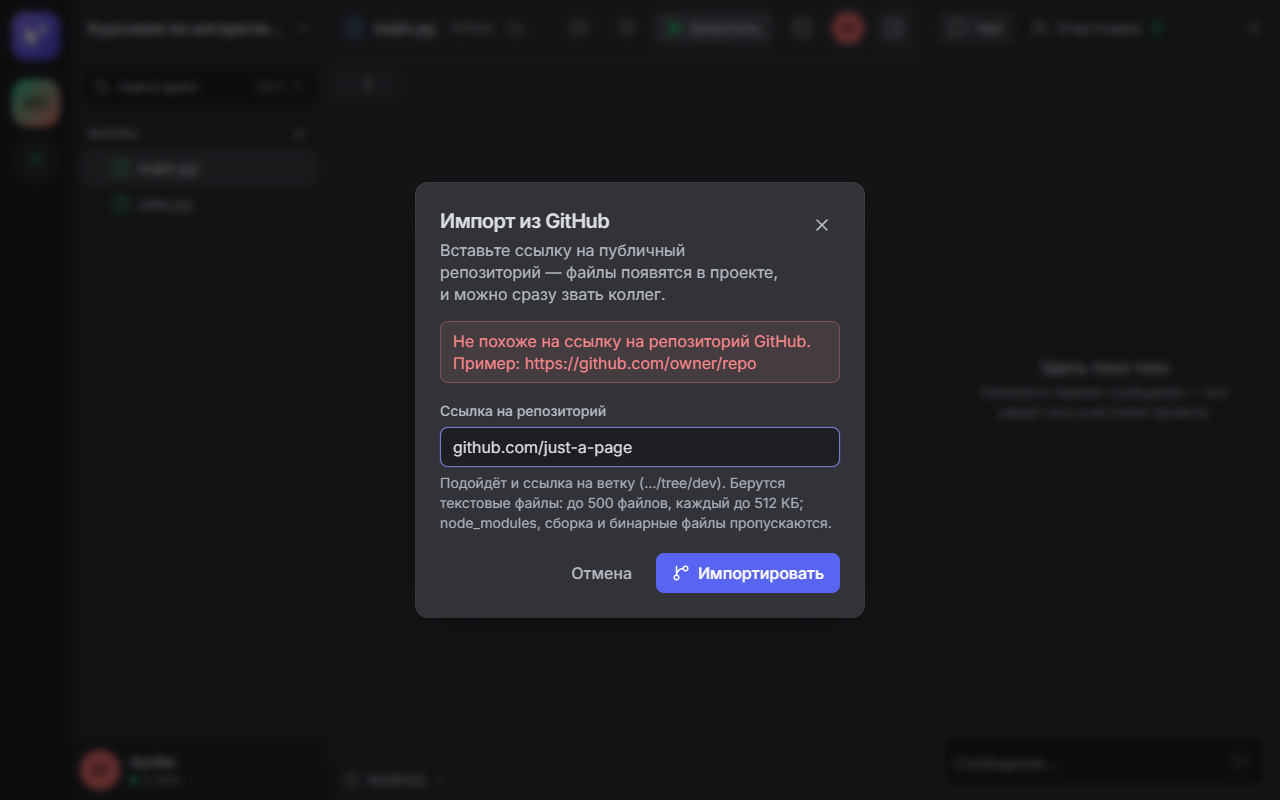 main.py
Импорт из GitHub
Вставьте ссылку на публичный
репозиторий — файлы появятся в проекте,
и можно сразу звать коллег.
Не похоже на ссылку на репозиторий GitHub.
Пример: https://github.com/owner/repo
Ссылка на репозиторий
github.com/just-a-page
Подойдёт и ссылка на ветку (.../tree/dev). Берутся
текстовые файлы: до 500 файлов, каждый до 512 КБ;
node_modules, сборка и бинарные файлы пропускаются.
Отмена
Импортировать